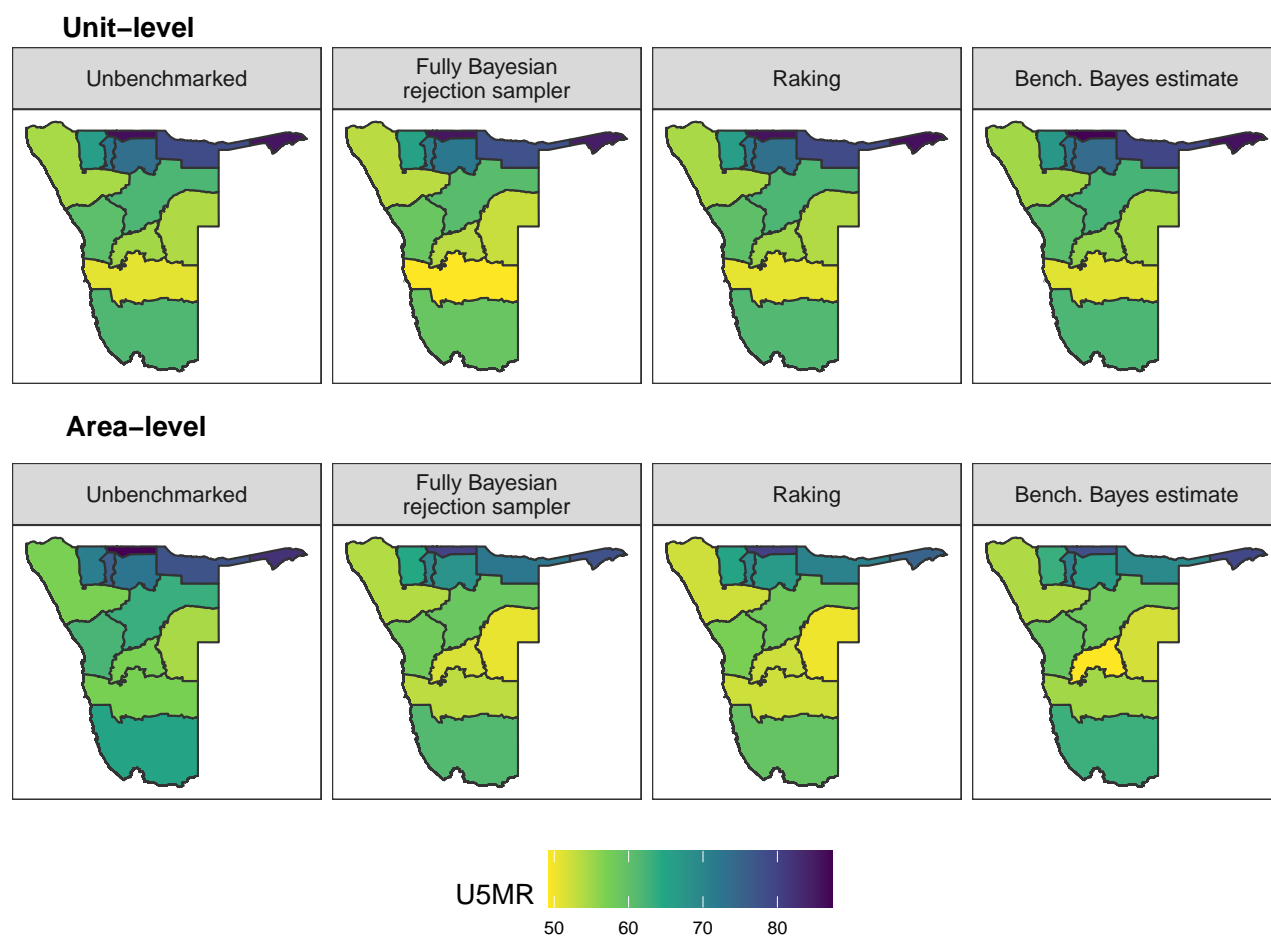 Unit−level
Unbenchmarked
Fully Bayesian
rejection sampler
Raking
Bench. Bayes estimate
Area−level
Unbenchmarked
Fully Bayesian
rejection sampler
Raking
Bench. Bayes estimate
U5MR
50 60 70 80